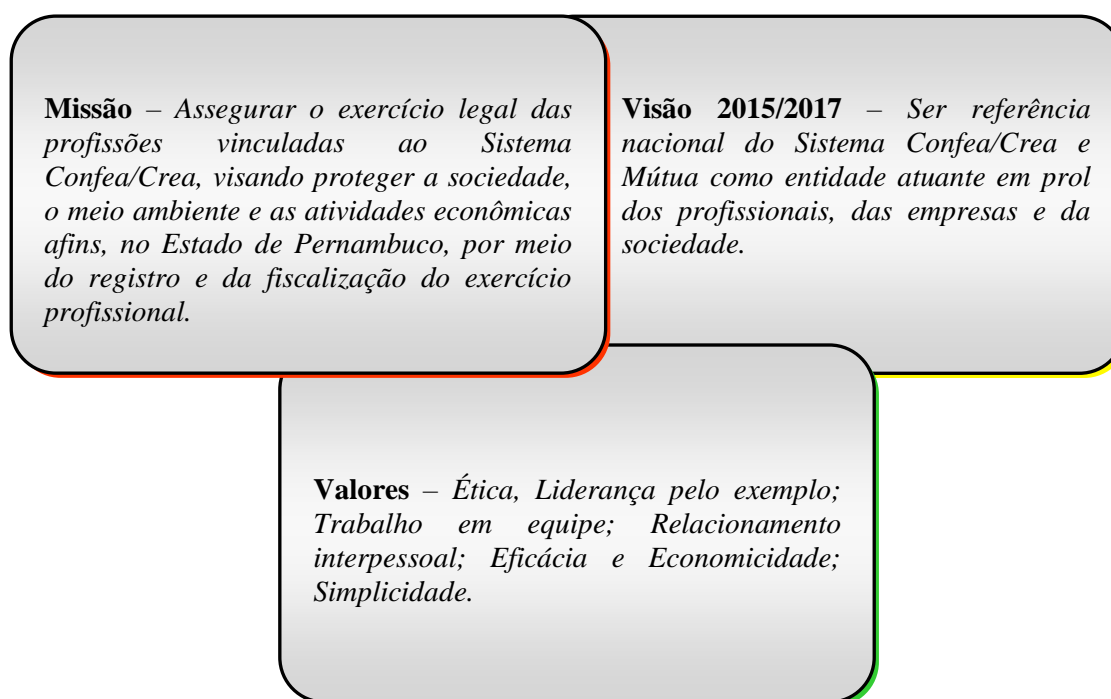 Missão – Assegurar o exercício legal das
profissões vinculadas ao Sistema
Confea/Crea, visando proteger a sociedade,
o meio ambiente e as atividades econômicas
afins, no Estado de Pernambuco, por meio
do registro e da fiscalização do exercício
profissional.
Visão 2015/2017 – Ser referência
nacional do Sistema Confea/Crea e
Mútua como entidade atuante em prol
dos profissionais, das empresas e da
sociedade.
Valores – Ética, Liderança pelo exemplo;
Trabalho em equipe; Relacionamento
interpessoal; Eficácia e Economicidade;
Simplicidade.